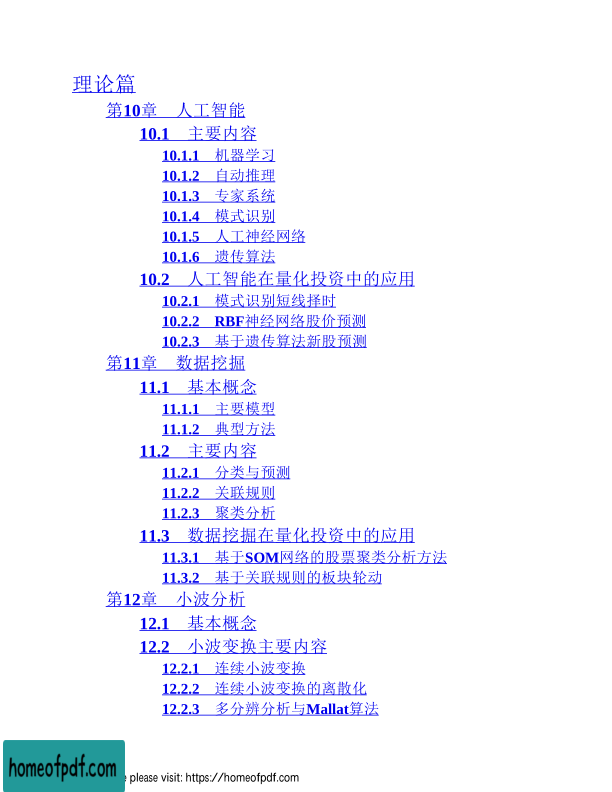 理论篇
第10章　人工智能
10.1　主要内容
10.1.1　机器学习
10.1.2　自动推理
10.1.3　专家系统
10.1.4　模式识别
10.1.5　人工神经网络
10.1.6　遗传算法
10.2　人工智能在量化投资中的应用
10.2.1　模式识别短线择时
10.2.2　RBF神经网络股价预测
10.2.3　基于遗传算法新股预测
第11章　数据挖掘
11.1　基本概念
11.1.1　主要模型
11.1.2　典型方法
11.2　主要内容
11.2.1　分类与预测
11.2.2　关联规则
11.2.3　聚类分析
11.3　数据挖掘在量化投资中的应用
11.3.1　基于SOM网络的股票聚类分析方法
11.3.2　基于关联规则的板块轮动
第12章　小波分析
12.1　基本概念
12.2　小波变换主要内容
12.2.1　连续小波变换
12.2.2　连续小波变换的离散化
12.2.3　多分辨分析与Mallat算法
homeofpdf.com
please visit: https://homeofpdf.com